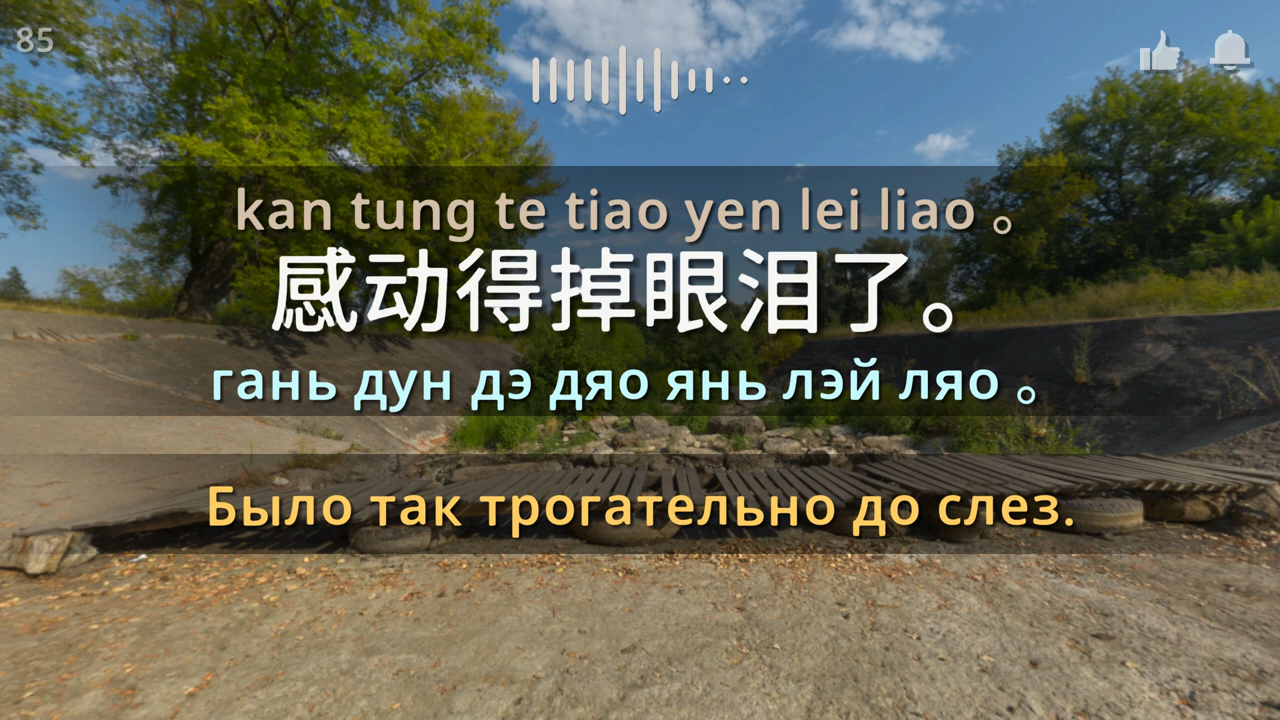 85
kan tung te tiao yen lei liao 。
感动得掉眼泪了。
гань дун дэ дяо янь лэй ляо 。
Было так трогательно до слез.